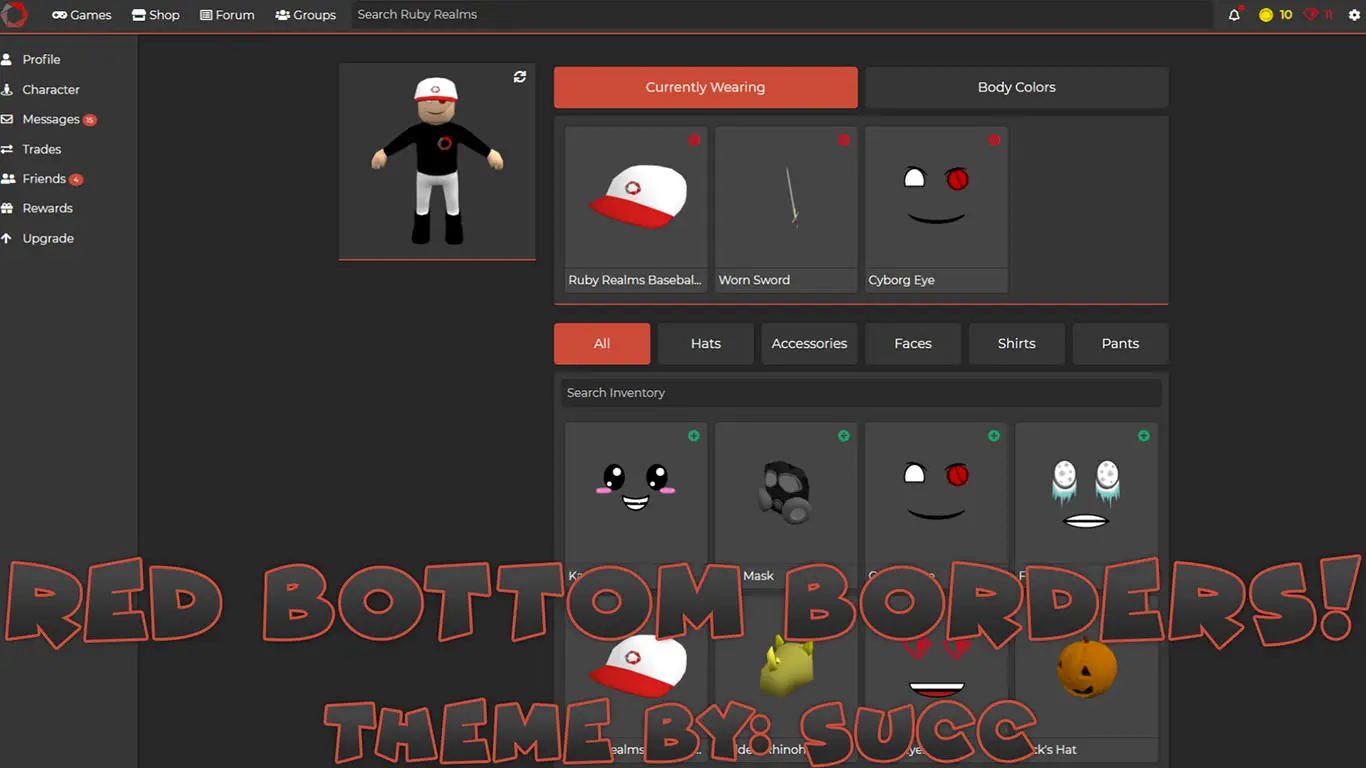 Games Shop Forum Groups Search Ruby Realms 10 11
Profile
Character
Messages 15
Trades
Friends 4
Rewards
Upgrade
Currently Wearing Body Colors
Ruby Realms Basebal... Worn Sword Cyborg Eye
All Hats Accessories Faces Shirts Pants
Search Inventory
Mask
RED BOTTOM BORDERS!
THEME BY: SUCC